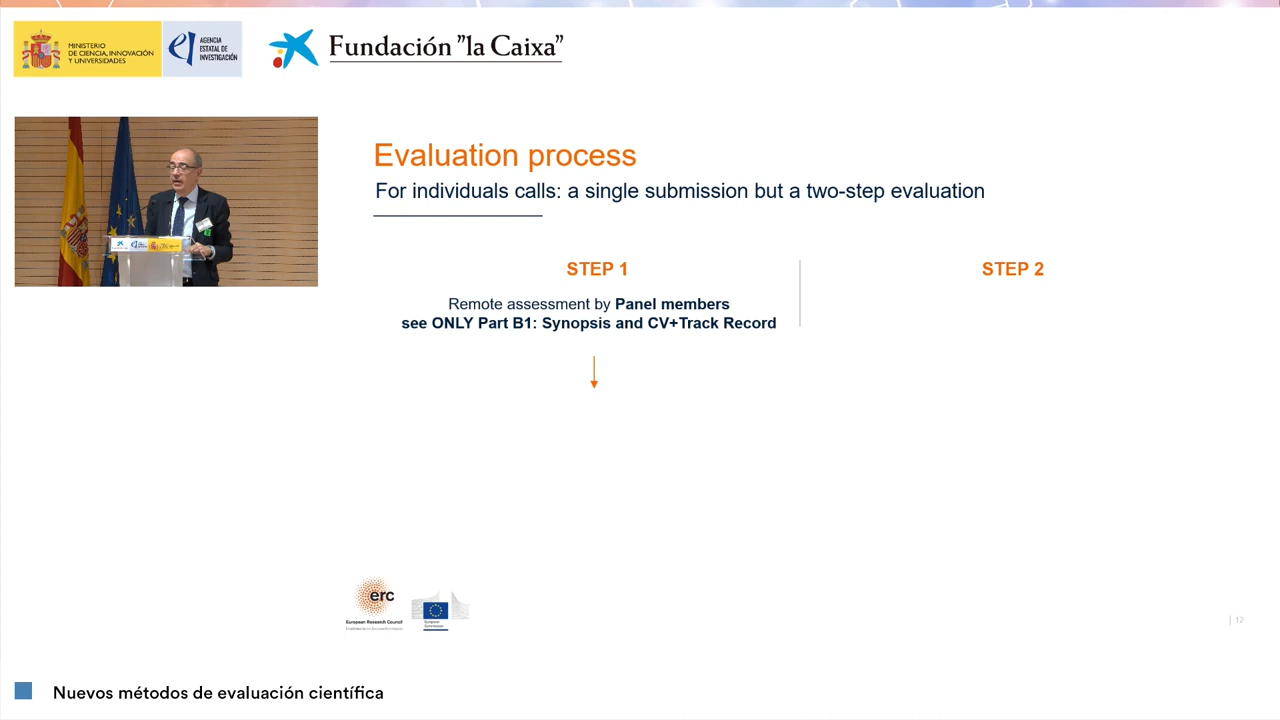 MINISTERIO
DE CIENCIA, INNOVACIÓN
Y UNIVERSIDADES
AGENCIA
ESTATAL DE
INVESTIGACIÓN
Fundación "la Caixa"
Evaluation process
For individuals calls: a single submission but a two-step evaluation
STEP 1
STEP 2
Remote assessment by Panel members
see ONLY Part B1: Synopsis and CV+Track Record
erc
European Research Council
European
Commission
12
Nuevos métodos de evaluación científica